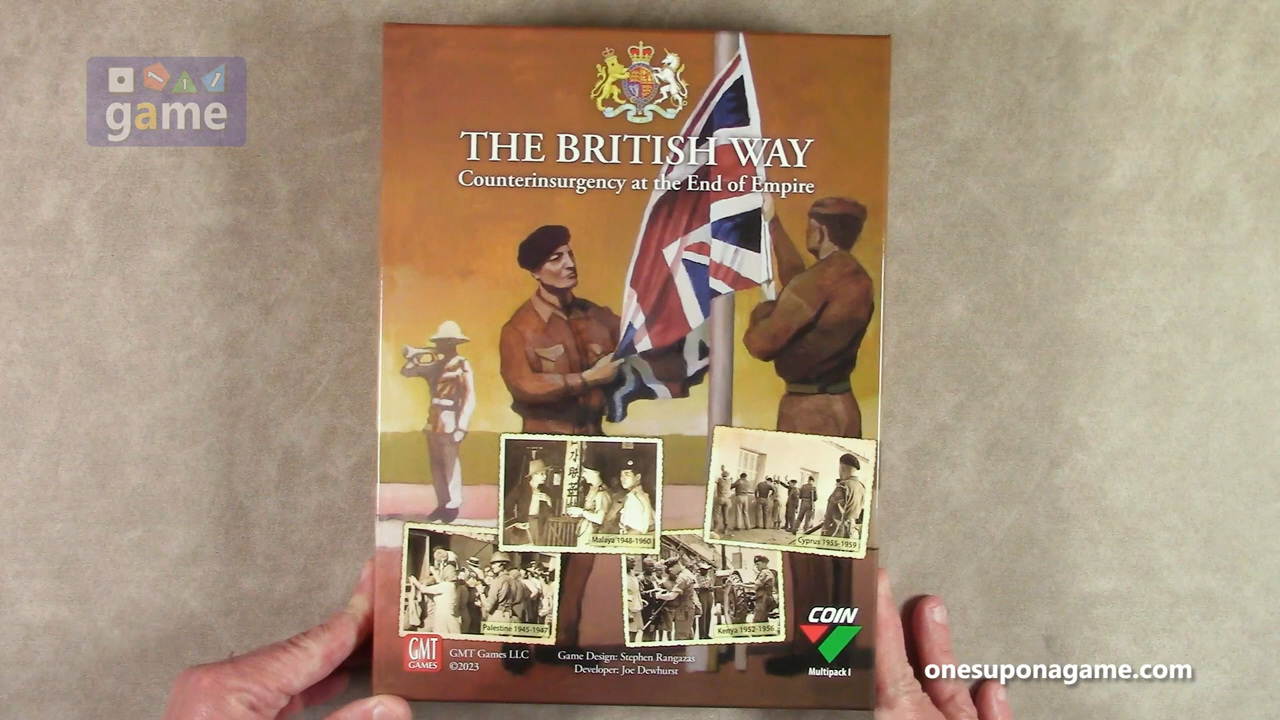 game
THE BRITISH WAY
Counterinsurgency at the End of Empire
Malaya 1948-1960
Cyprus 1955-1959
Palestine 1945-1947
Kenya 1952-1956
COIN
Multipack I
GMT
GAMES
GMT Games LLC
©2023
Game Design: Stephen Rangazas
Developer: Joe Dewhurst
onesuponagame.com